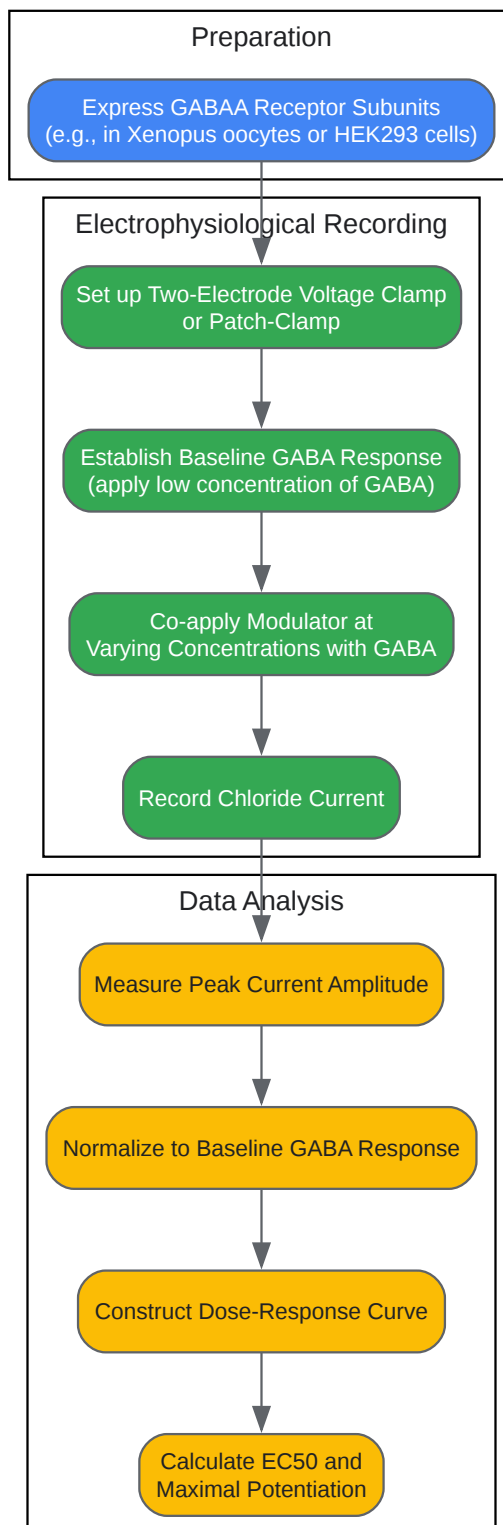 Preparation
Express GABAA Receptor Subunits
(e.g., in Xenopus oocytes or HEK293 cells)
Electrophysiological Recording
Set up Two-Electrode Voltage Clamp
or Patch-Clamp
Establish Baseline GABA Response
(apply low concentration of GABA)
Co-apply Modulator at
Varying Concentrations with GABA
Record Chloride Current
Data Analysis
Measure Peak Current Amplitude
Normalize to Baseline GABA Response
Construct Dose-Response Curve
Calculate EC50 and
Maximal Potentiation